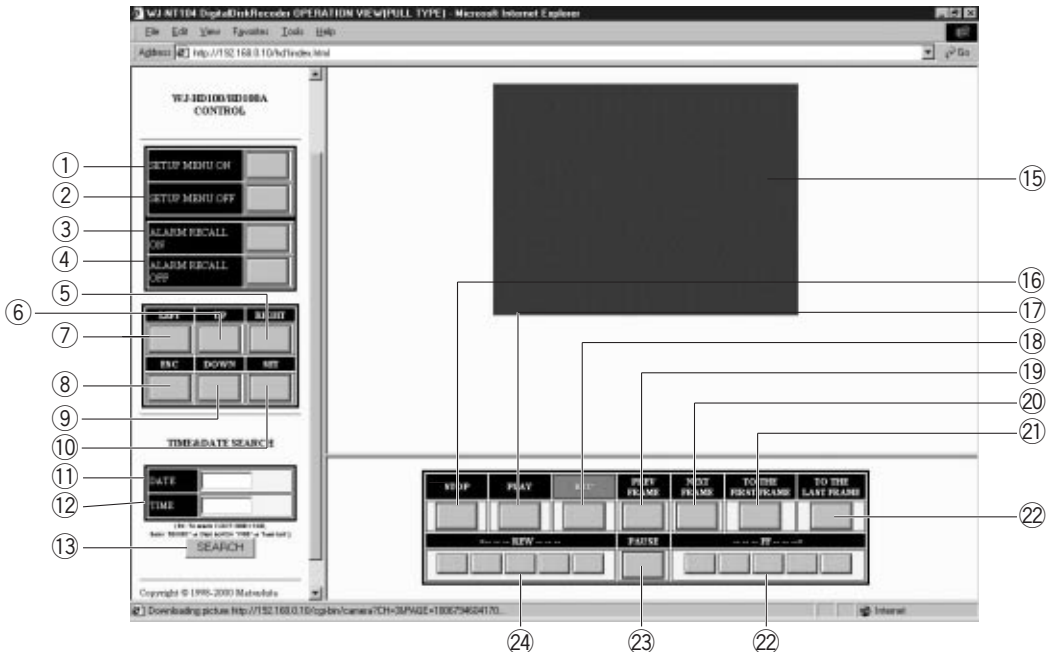 WJ-NT104 DigitalDiskRecoder OPERATION VIEW[PULL TYPE] - Microsoft Internet Explorer
File Edit View Favorites Tools Help
Address http://192.168.0.10/hd1index.html Go
WJ-HD100/HD100A
CONTROL
① SETUP MENU ON
② SETUP MENU OFF
③ ALARM RECALL
ON
④ ALARM RECALL
OFF
⑤
⑥
LEFT UP RIGHT
⑦
ESC DOWN SET
⑧
⑨
⑩
TIME&DATE SEARCH
⑪ DATE
⑫ TIME
⑬ SEARCH
Copyright © 1998-2000 Matsushita
⑮
⑯
⑰
⑱
⑲
⑳
㉑
㉒
STOP PLAY REC PREV
FRAME NEXT
FRAME TO THE
FIRST FRAME TO THE
LAST FRAME
<---- REW ---- PAUSE ---- FF ---->
㉔ ㉓ ㉒
Downloading picture http://192.168.0.10/cgi-bin/camera?CH=3&PAGE=1806794604170... Internet